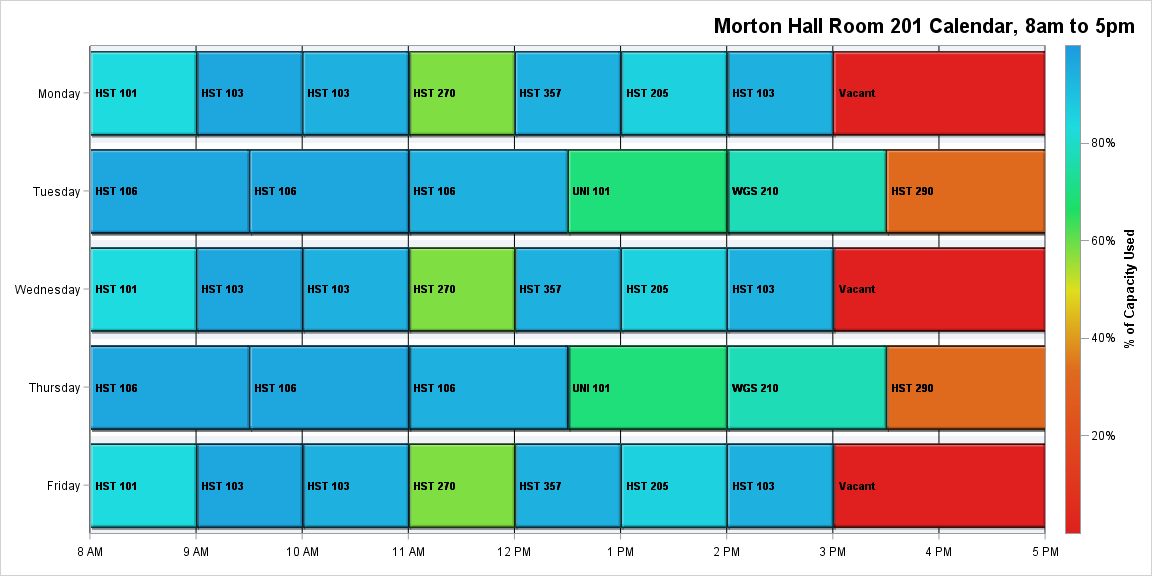 Morton Hall Room 201 Calendar, 8am to 5pm
Monday
HST 101
HST 103
HST 103
HST 270
HST 357
HST 205
HST 103
Vacant
Tuesday
HST 106
HST 106
HST 106
UNI 101
WGS 210
HST 290
Wednesday
HST 101
HST 103
HST 103
HST 270
HST 357
HST 205
HST 103
Vacant
Thursday
HST 106
HST 106
HST 106
UNI 101
WGS 210
HST 290
Friday
HST 101
HST 103
HST 103
HST 270
HST 357
HST 205
HST 103
Vacant
8 AM
9 AM
10 AM
11 AM
12 PM
1 PM
2 PM
3 PM
4 PM
5 PM
80%
60%
40%
20%
% of Capacity Used